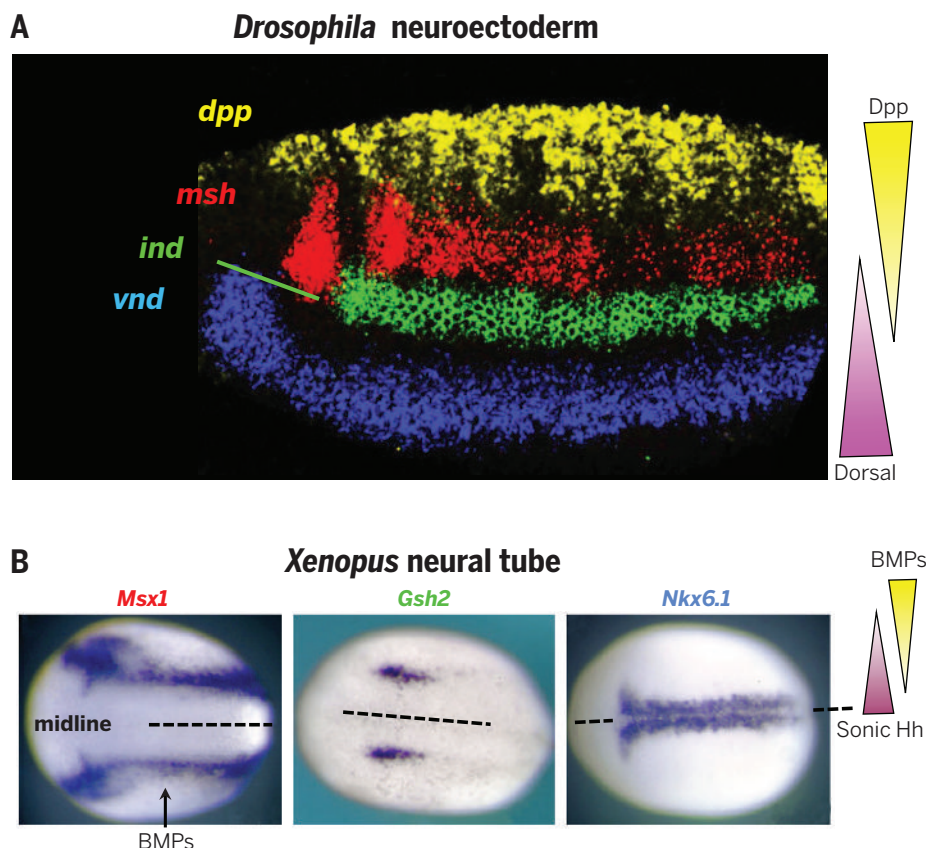 A
Drosophila neuroectoderm
Dpp
dpp
msh
ind
vnd
Dorsal
B
Xenopus neural tube
BMPs
Msx1
Gsh2
Nkx6.1
midline
Sonic Hh
BMPs